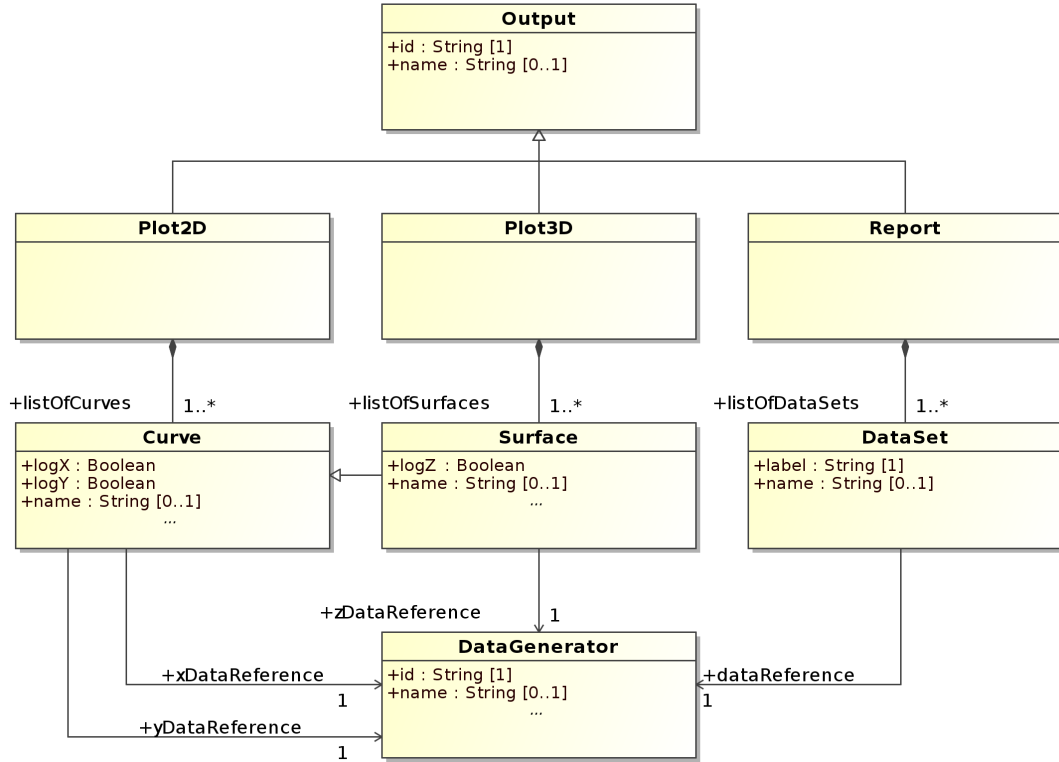 Output
+id : String [1]
+name : String [0..1]
Plot2D
Plot3D
Report
+listOfCurves
1..*
+listOfSurfaces
1..*
+listOfDataSets
1..*
Curve
+logX : Boolean
+logY : Boolean
+name : String [0..1]
...
Surface
+logZ : Boolean
+name : String [0..1]
...
DataSet
+label : String [1]
+name : String [0..1]
+zDataReference
1
DataGenerator
+id : String [1]
+name : String [0..1]
...
+xDataReference
1
+dataReference
1
+yDataReference
1